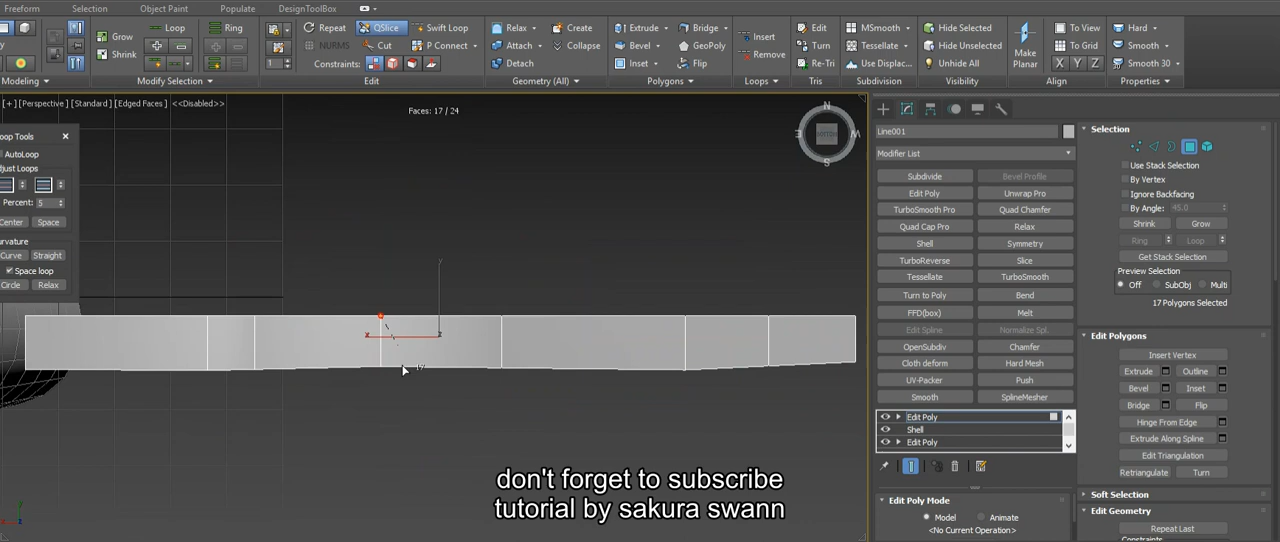 Freeform Selection Object Paint Populate DesignToolBox
Loop Ring Repeat QSlice Swift Loop Relax Create Extrude Bridge Insert Edit MSmooth Hide Selected To View Hard
Grow NURMS Cut P Connect Attach Collapse Bevel GeoPoly Remove Turn Tessellate Hide Unselected Make Planar To Grid Smooth
Shrink 1 Constraints: Detach Inset Flip Re-Tri Use Displac... Unhide All X Y Z Smooth 30
Modeling Modify Selection Edit Geometry (All) Polygons Loops Tris Subdivision Visibility Align Properties
[+] [Perspective] [Standard] [Edged Faces] <<Disabled>>
Faces: 17 / 24
N
W
E
S
oop Tools
AutoLoop
djust Loops
Percent: 5
Center Space
urvature
Curve Straight
Space loop
Circle Relax
y
x
z
17
Line001
Modifier List
Subdivide Bevel Profile
Edit Poly Unwrap Pro
TurboSmooth Pro Quad Chamfer
Quad Cap Pro Relax
Shell Symmetry
TurboReverse Slice
Tessellate TurboSmooth
Turn to Poly Bend
FFD(box) Melt
Edit Spline Normalize Spl.
OpenSubdiv Chamfer
Cloth deform Hard Mesh
UV-Packer Push
Smooth SplineMesher
Edit Poly
Shell
Edit Poly
Edit Poly Mode
Model Animate
<No Current Operation>
Selection
Use Stack Selection
By Vertex
Ignore Backfacing
By Angle: 45.0
Shrink Grow
Ring Loop
Get Stack Selection
Preview Selection
Off SubObj Multi
17 Polygons Selected
Edit Polygons
Insert Vertex
Extrude Outline
Bevel Inset
Bridge Flip
Hinge From Edge
Extrude Along Spline
Edit Triangulation
Retriangulate Turn
Soft Selection
Edit Geometry
Repeat Last
Constraints
don't forget to subscribe
tutorial by sakura swann